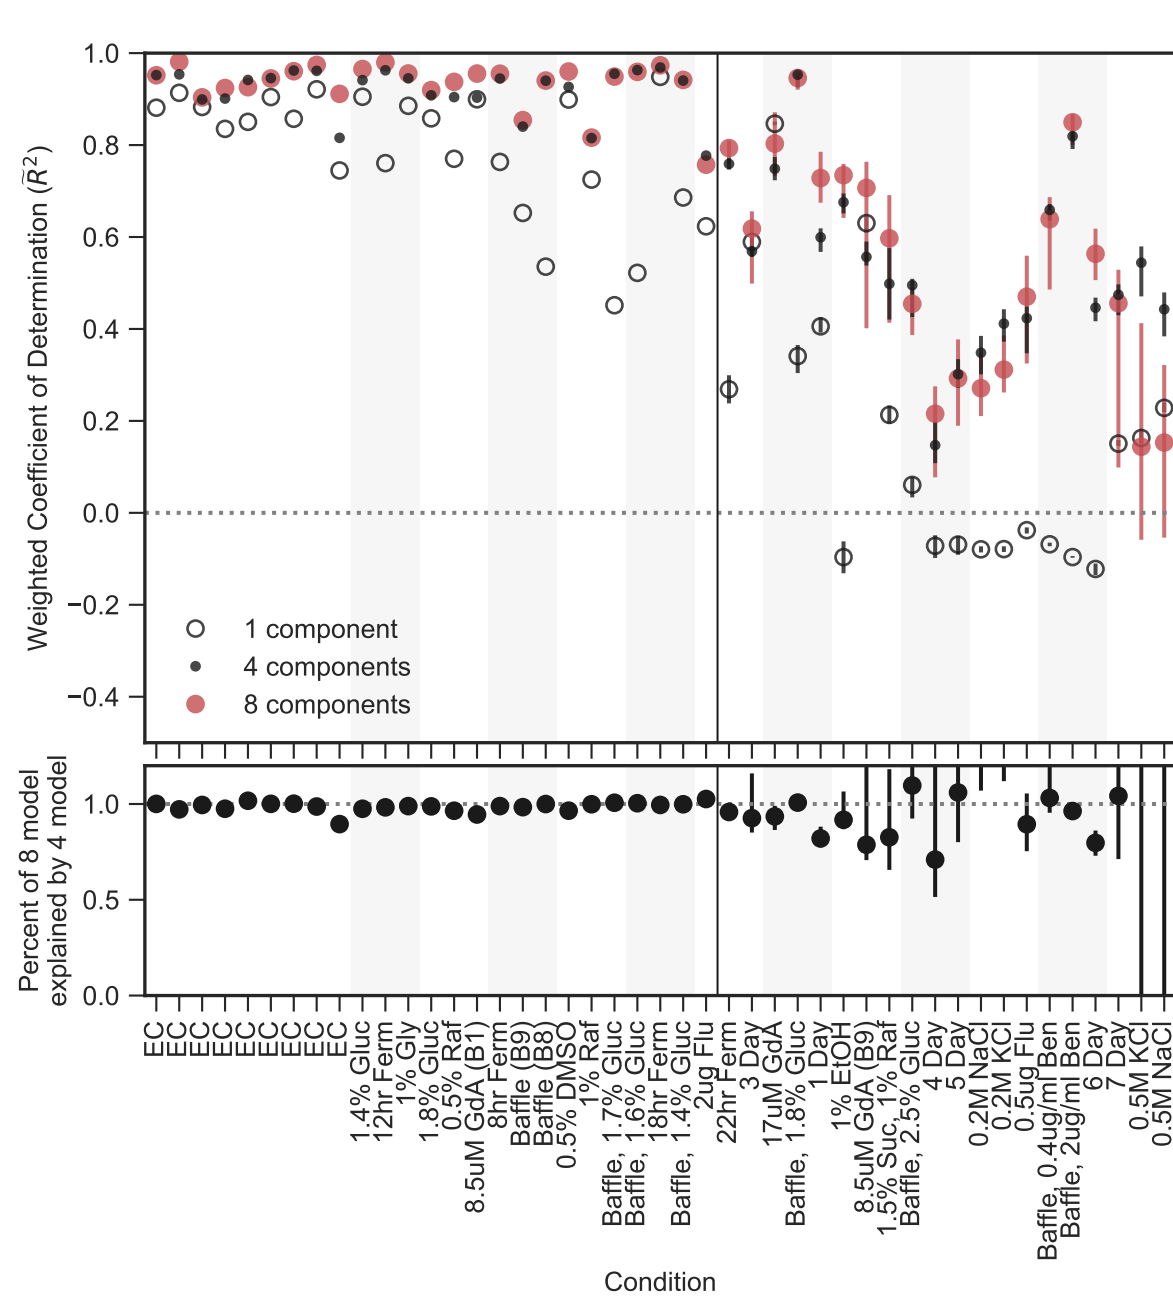 1.0
0.8
0.6
0.4
0.2
0.0
−0.2
−0.4
Weighted Coefficient of Determination (R̃²)
1 component
4 components
8 components
1.0
0.5
0.0
Percent of 8 model
explained by 4 model
EC
EC
EC
EC
EC
EC
EC
EC
EC
1.4% Gluc
12hr Ferm
1% Gly
1.8% Gluc
0.5% Raf
8.5uM GdA (B1)
8hr Ferm
Baffle (B9)
Baffle (B8)
0.5% DMSO
1% Raf
Baffle, 1.7% Gluc
Baffle, 1.6% Gluc
18hr Ferm
Baffle, 1.4% Gluc
2ug Flu
22hr Ferm
3 Day
17uM GdA
Baffle, 1.8% Gluc
1 Day
1% EtOH
8.5uM GdA (B9)
1.5% Suc, 1% Raf
Baffle, 2.5% Gluc
4 Day
5 Day
0.2M NaCl
0.2M KCl
0.5ug Flu
Baffle, 0.4ug/ml Ben
Baffle, 2ug/ml Ben
6 Day
7 Day
0.5M KCl
0.5M NaCl
Condition